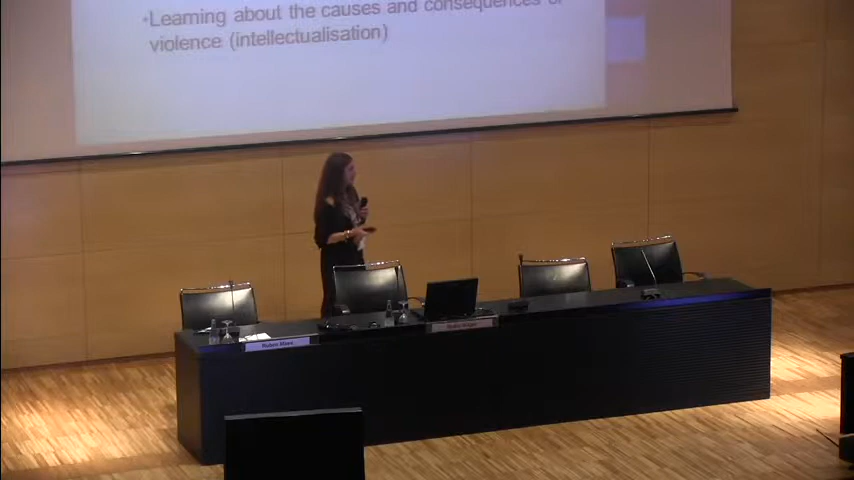 •Learning about the causes and consequences of
violence (intellectualisation)